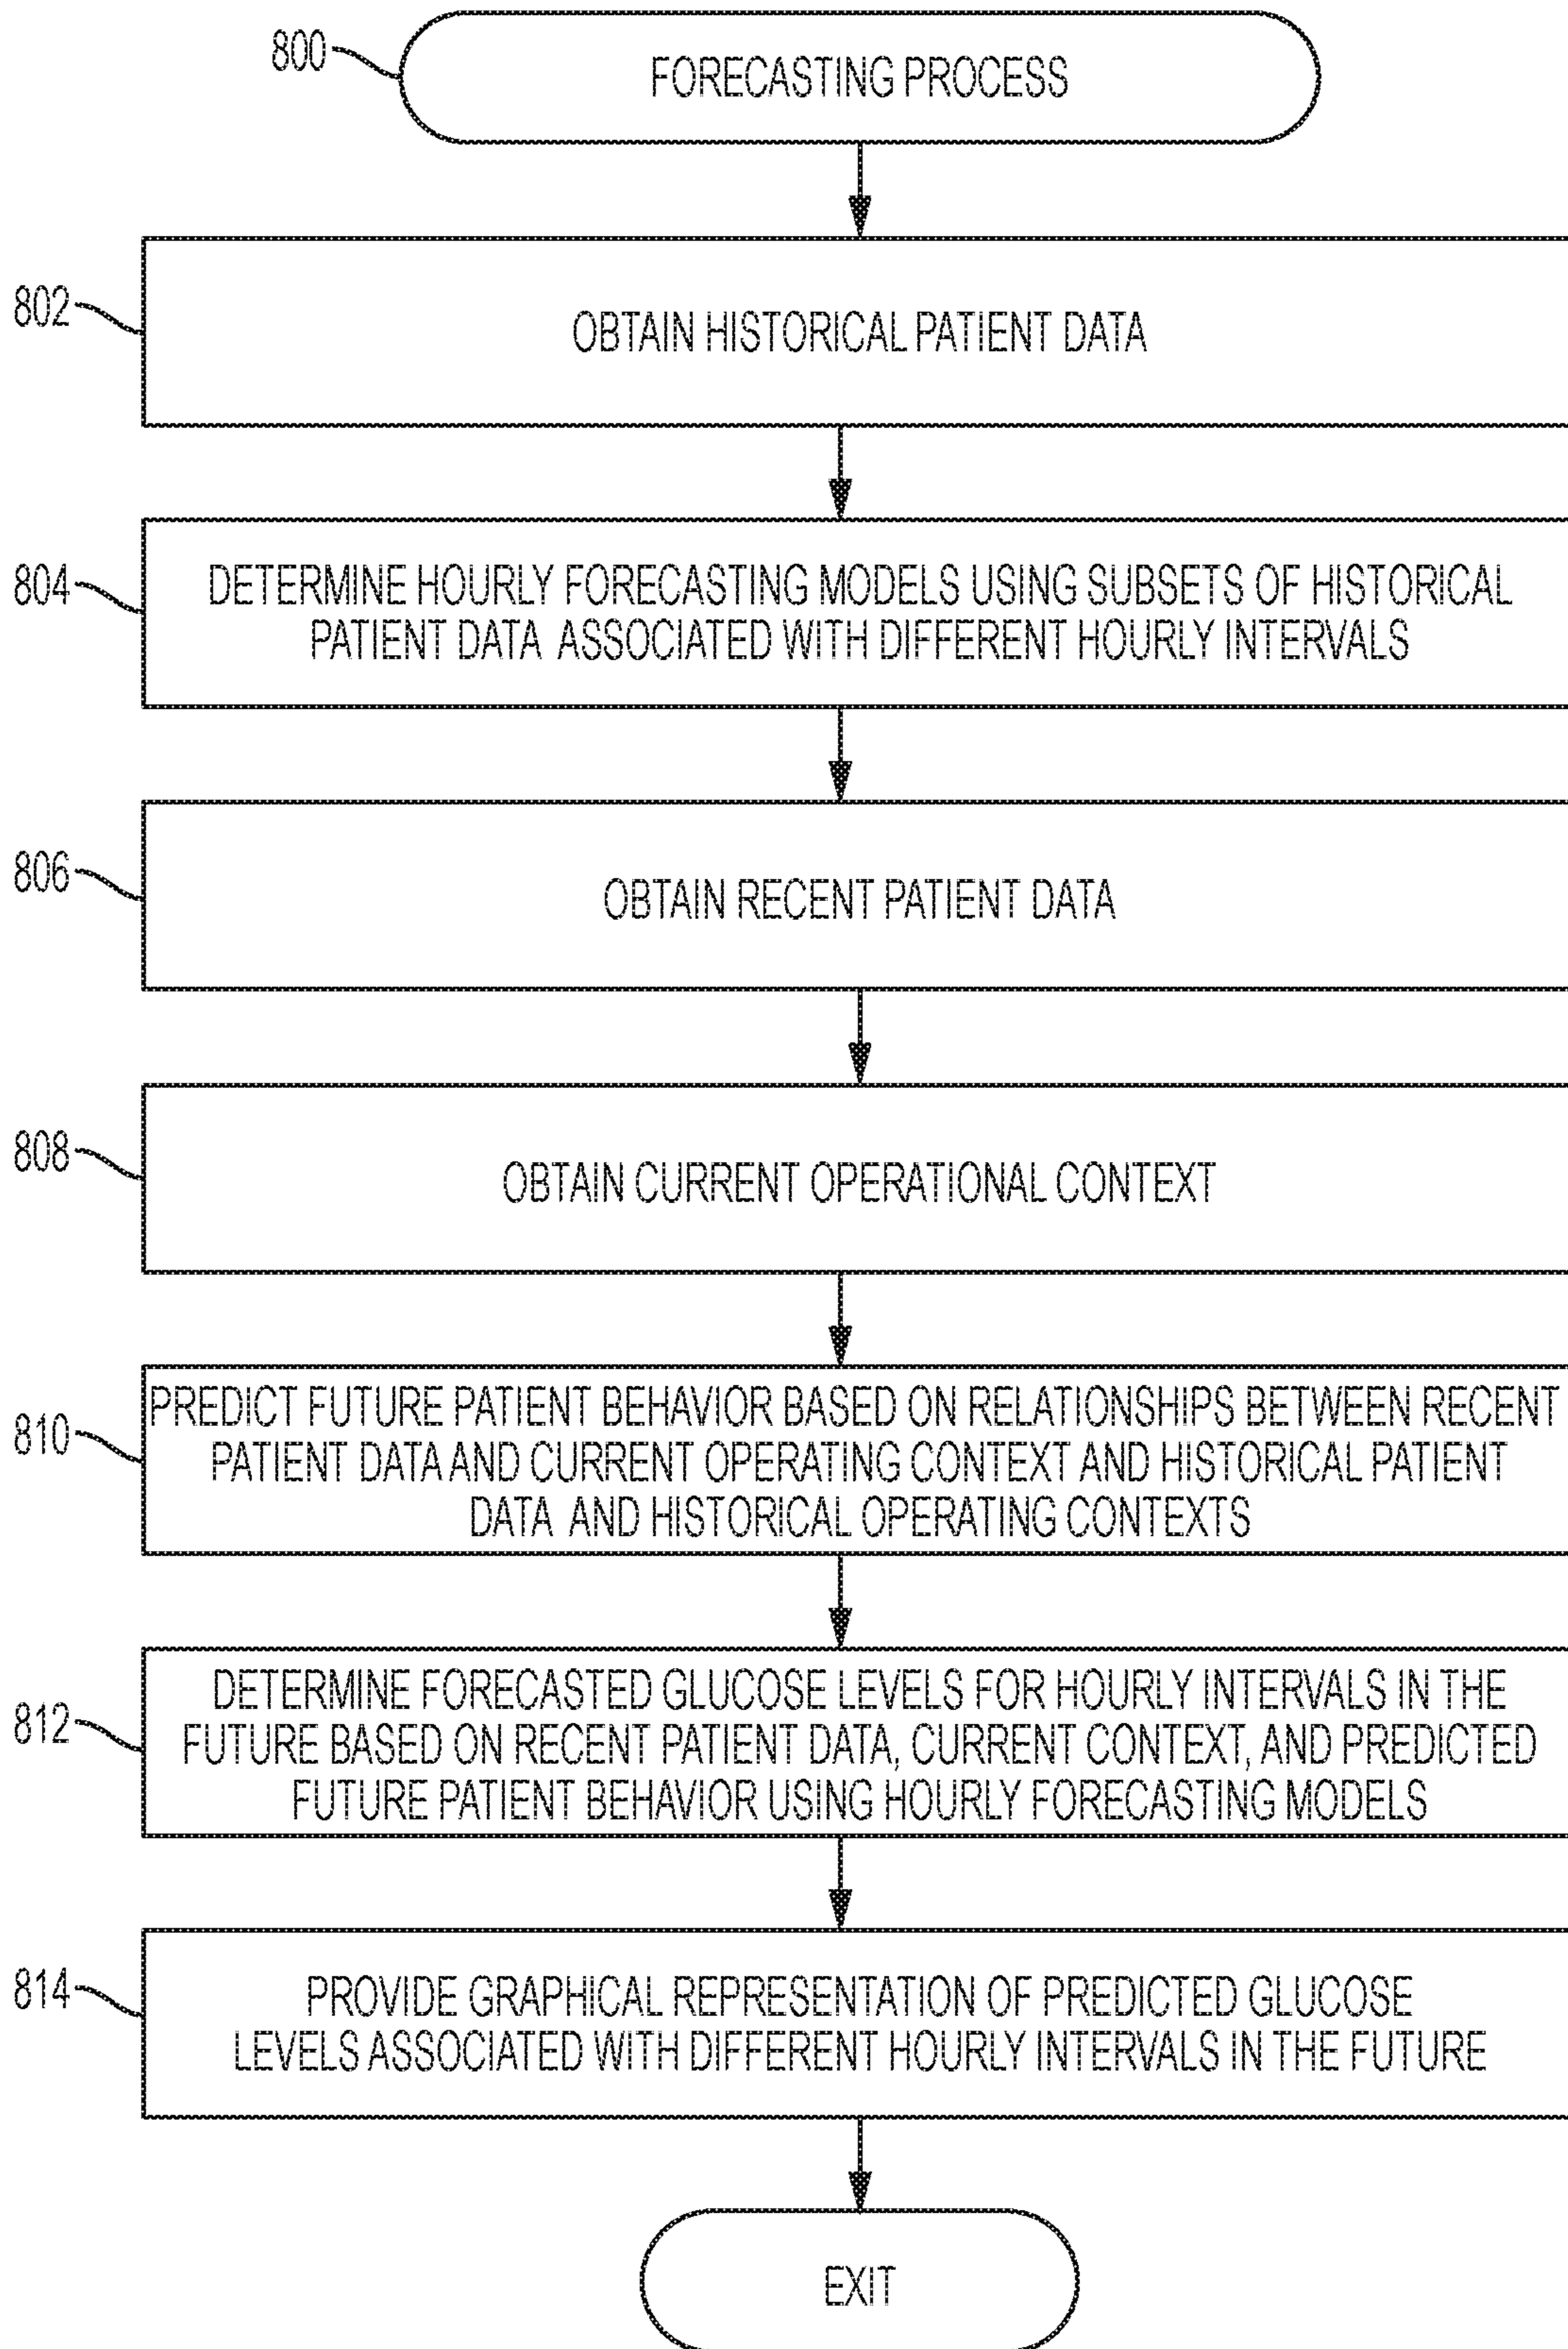 800
FORECASTING PROCESS
802
OBTAIN HISTORICAL PATIENT DATA
804
DETERMINE HOURLY FORECASTING MODELS USING SUBSETS OF HISTORICAL
PATIENT DATA ASSOCIATED WITH DIFFERENT HOURLY INTERVALS
806
OBTAIN RECENT PATIENT DATA
808
OBTAIN CURRENT OPERATIONAL CONTEXT
810
PREDICT FUTURE PATIENT BEHAVIOR BASED ON RELATIONSHIPS BETWEEN RECENT
PATIENT DATA AND CURRENT OPERATING CONTEXT AND HISTORICAL PATIENT
DATA AND HISTORICAL OPERATING CONTEXTS
812
DETERMINE FORECASTED GLUCOSE LEVELS FOR HOURLY INTERVALS IN THE
FUTURE BASED ON RECENT PATIENT DATA, CURRENT CONTEXT, AND PREDICTED
FUTURE PATIENT BEHAVIOR USING HOURLY FORECASTING MODELS
814
PROVIDE GRAPHICAL REPRESENTATION OF PREDICTED GLUCOSE
LEVELS ASSOCIATED WITH DIFFERENT HOURLY INTERVALS IN THE FUTURE
EXIT